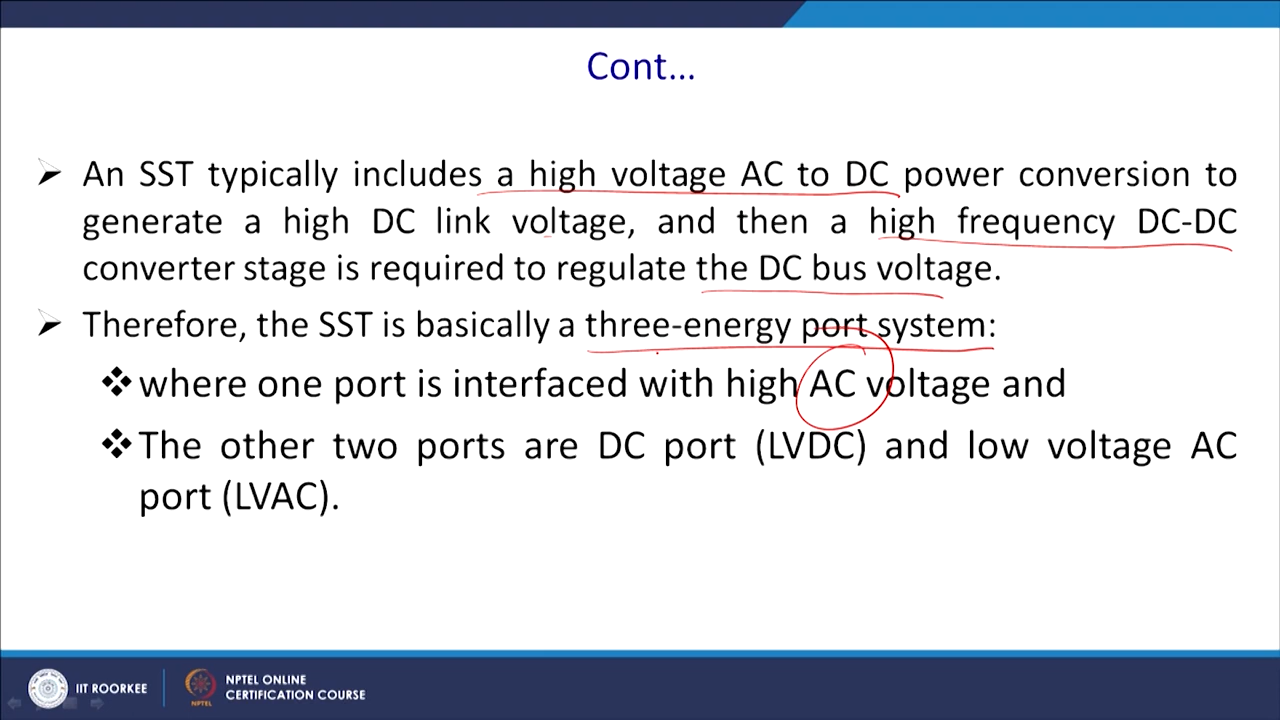 Cont...
An SST typically includes a high voltage AC to DC power conversion to
generate a high DC link voltage, and then a high frequency DC-DC
converter stage is required to regulate the DC bus voltage.
Therefore, the SST is basically a three-energy port system:
where one port is interfaced with high AC voltage and
The other two ports are DC port (LVDC) and low voltage AC
port (LVAC).
IIT ROORKEE
NPTEL
NPTEL ONLINE
CERTIFICATION COURSE